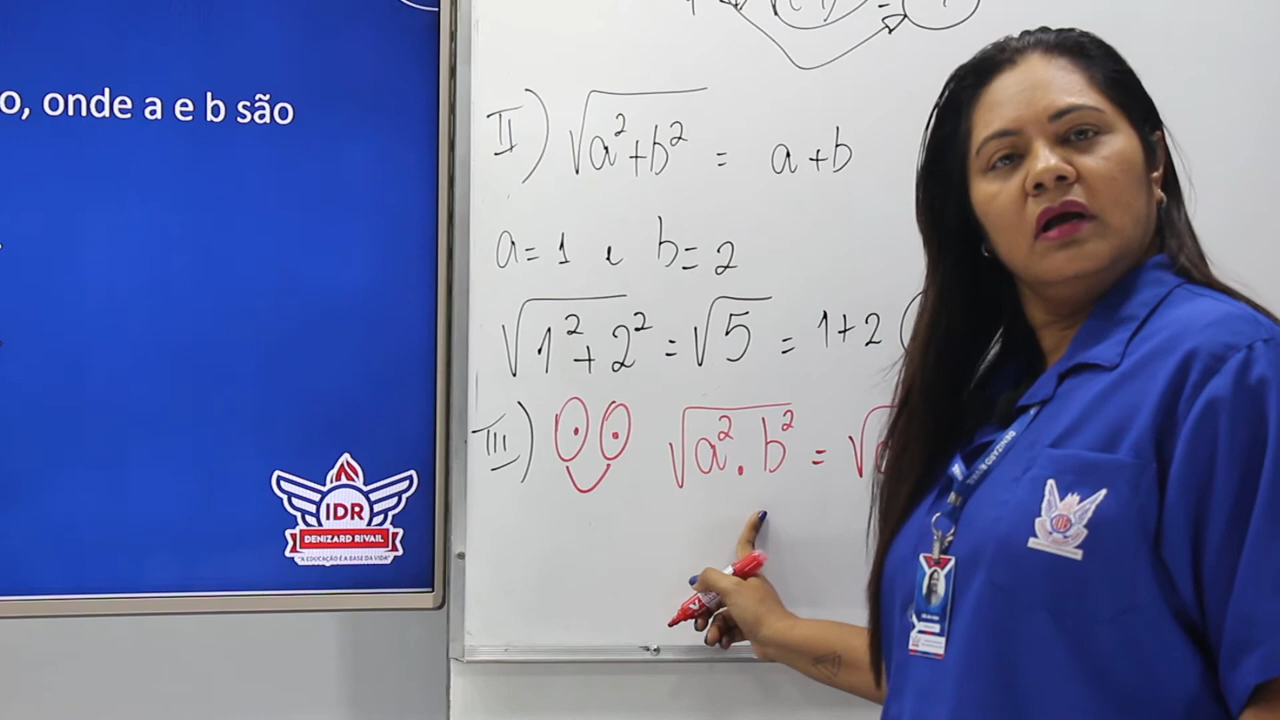 o, onde a e b são
IDR
DENIZARD RIVAIL
"A EDUCAÇÃO É A BASE DA VIDA"
II) √a²+b² = a+b
a=1 e b=2
√1²+2² = √5 = 1+2 (
III) √a².b² = √a